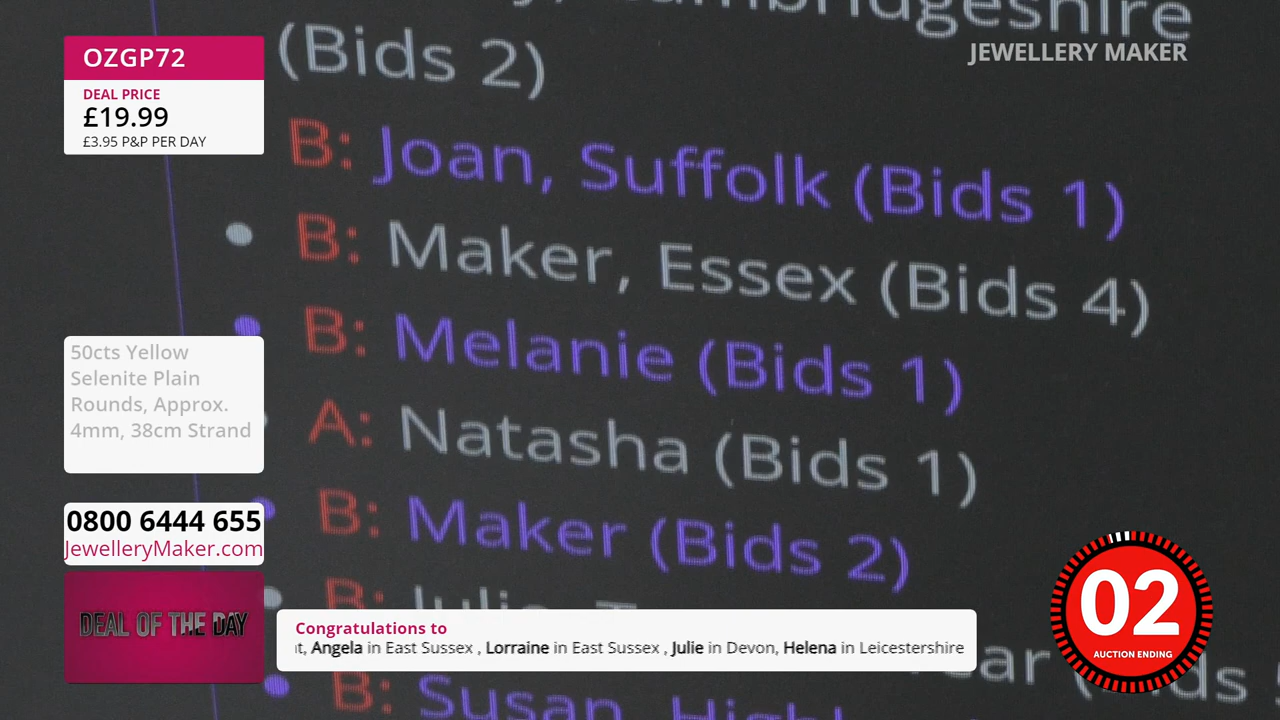 OZGP72
DEAL PRICE
£19.99
£3.95 P&P PER DAY
JEWELLERY MAKER
(Bids 2)
B: Joan, Suffolk (Bids 1)
B: Maker, Essex (Bids 4)
B: Melanie (Bids 1)
A: Natasha (Bids 1)
B: Maker (Bids 2)
B: Julie
B: Susan,
50cts Yellow
Selenite Plain
Rounds, Approx.
4mm, 38cm Strand
0800 6444 655
JewelleryMaker.com
DEAL OF THE DAY
Congratulations to
Angela in East Sussex , Lorraine in East Sussex , Julie in Devon, Helena in Leicestershire
02
AUCTION ENDING